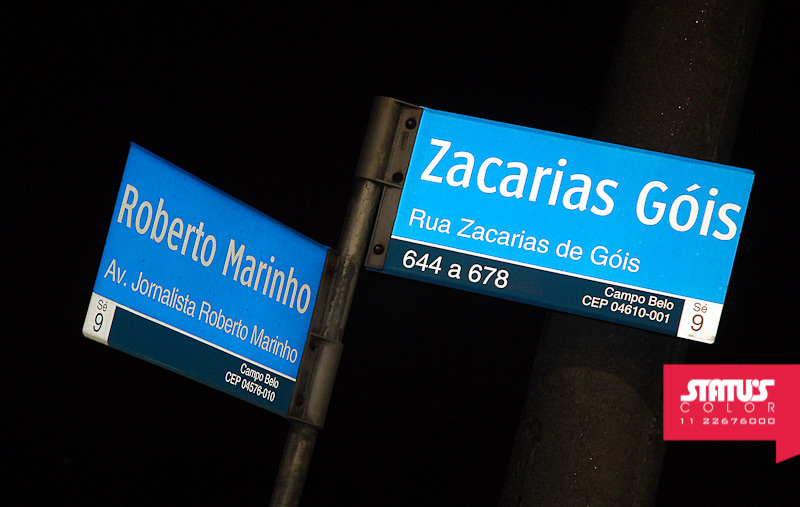 Roberto Marinho
Av. Jornalista Roberto Marinho
Sé
9
Campo Belo
CEP 04576-010
Zacarias Góis
Rua Zacarias de Góis
644 a 678
Campo Belo
CEP 04610-001
Sé
9
STATU'S
COLOR
11 22676000